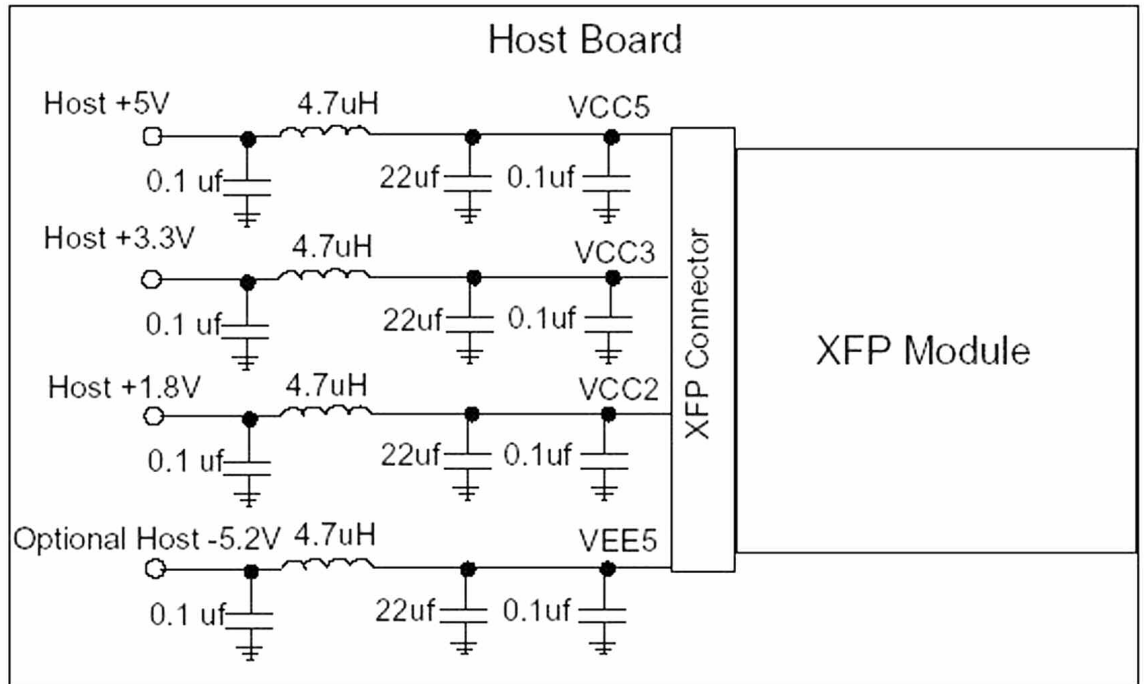 Host Board
Host +5V
4.7uH
VCC5
0.1 uf
22uf
0.1uf
Host +3.3V
4.7uH
VCC3
0.1 uf
22uf
0.1uf
Host +1.8V
4.7uH
VCC2
0.1 uf
22uf
0.1uf
Optional Host -5.2V
4.7uH
VEE5
0.1 uf
22uf
0.1uf
XFP Connector
XFP Module